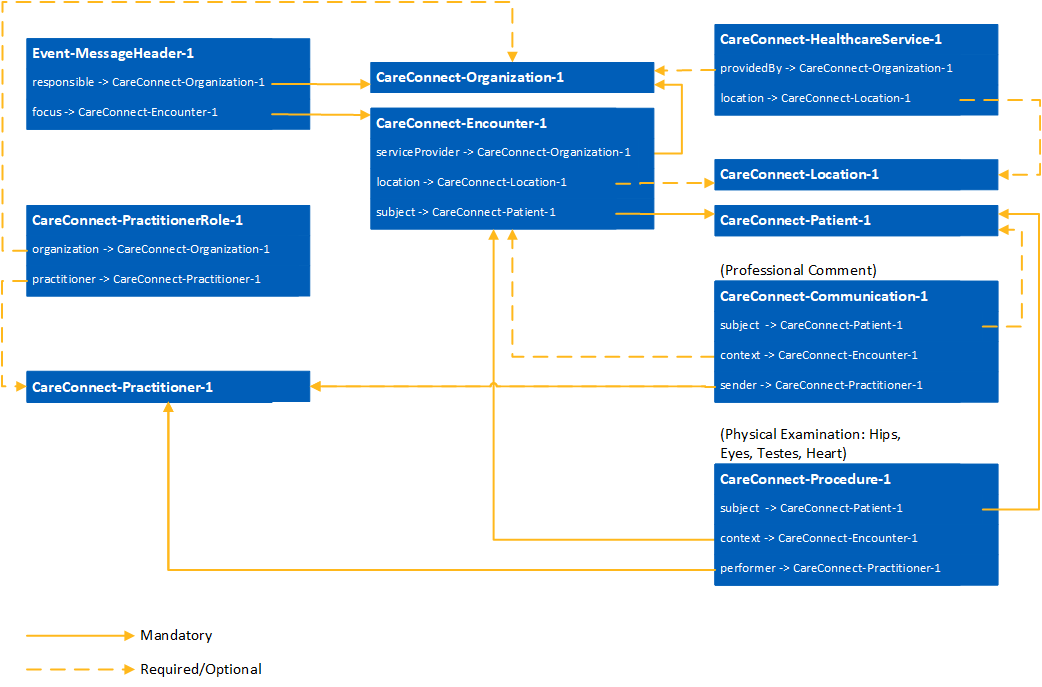 Event-MessageHeader-1
responsible -> CareConnect-Organization-1
focus -> CareConnect-Encounter-1
CareConnect-Organization-1
CareConnect-Encounter-1
serviceProvider -> CareConnect-Organization-1
location -> CareConnect-Location-1
subject -> CareConnect-Patient-1
CareConnect-HealthcareService-1
providedBy -> CareConnect-Organization-1
location -> CareConnect-Location-1
CareConnect-Location-1
CareConnect-Patient-1
CareConnect-PractitionerRole-1
organization -> CareConnect-Organization-1
practitioner -> CareConnect-Practitioner-1
(Professional Comment)
CareConnect-Communication-1
subject -> CareConnect-Patient-1
context -> CareConnect-Encounter-1
sender -> CareConnect-Practitioner-1
CareConnect-Practitioner-1
(Physical Examination: Hips,
Eyes, Testes, Heart)
CareConnect-Procedure-1
subject -> CareConnect-Patient-1
context -> CareConnect-Encounter-1
performer -> CareConnect-Practitioner-1
Mandatory
Required/Optional